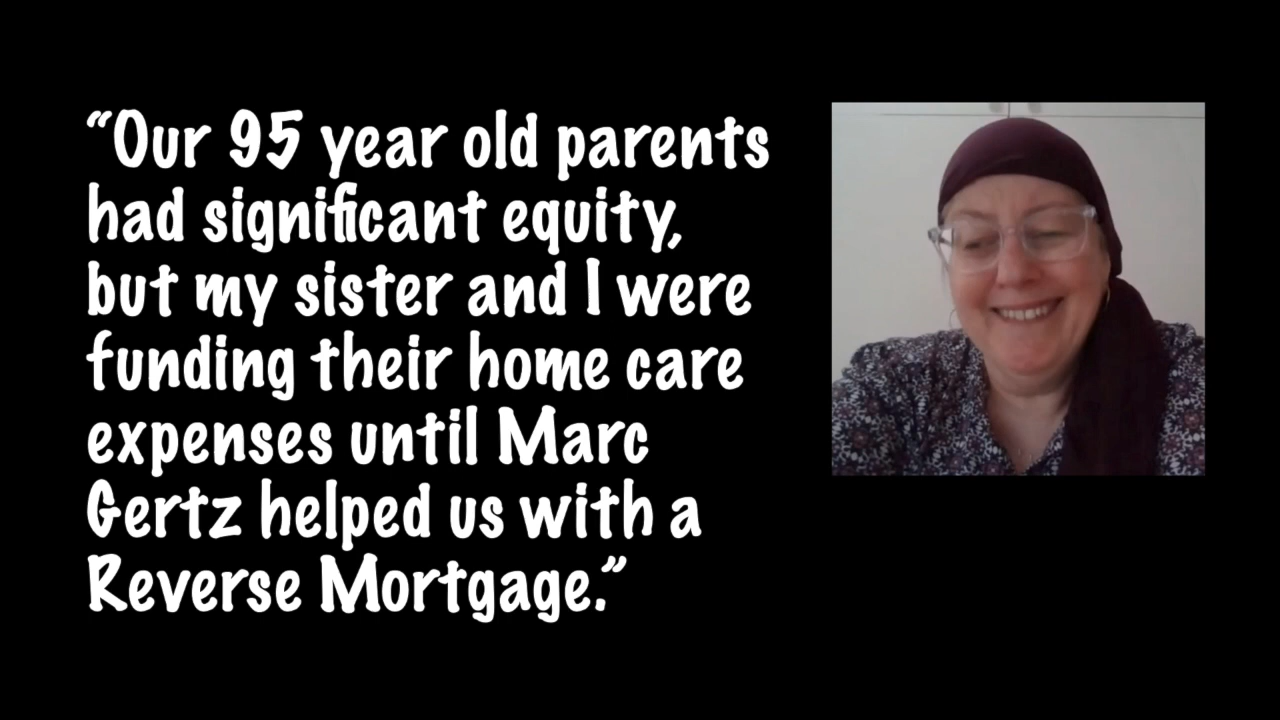 “Our 95 year old parents
had significant equity,
but my sister and I were
funding their home care
expenses until Marc
Gertz helped us with a
Reverse Mortgage.”